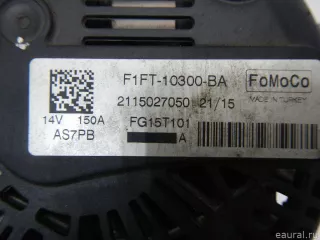 F1FT-10300-BA
FoMoCo
MADE IN TURKEY
2115027050 21/15
14V 150A
FG15T101
AS7PB
A
© eaural.ru